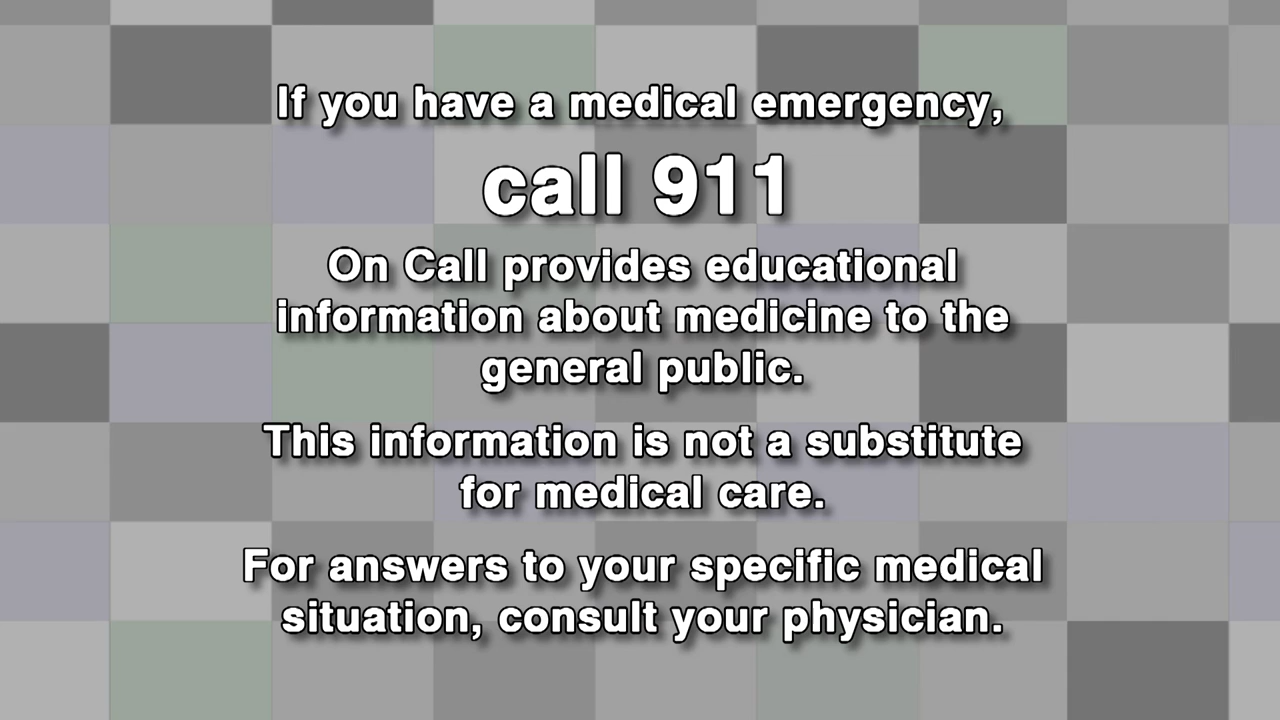 If you have a medical emergency,
call 911
On Call provides educational
information about medicine to the
general public.
This information is not a substitute
for medical care.
For answers to your specific medical
situation, consult your physician.